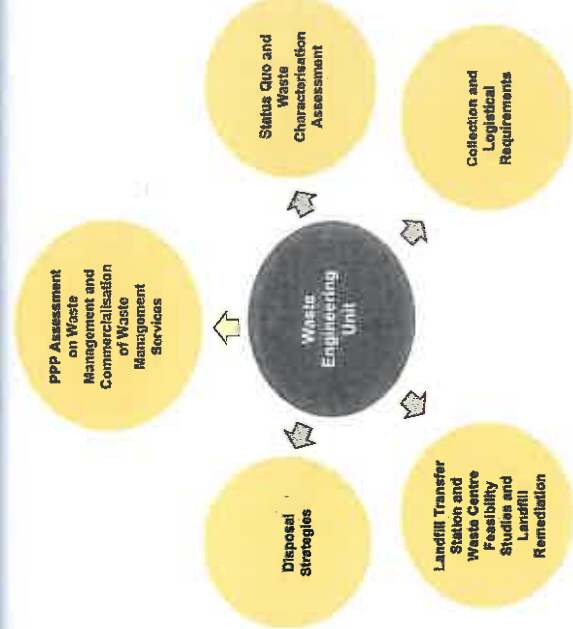 PPP Assessment
on Waste
Management and
Commercialisation
of Waste
Management
Services
Status Quo and
Waste
Characterisation
Assessment
Collection and
Logistical
Requirements
Landfill Transfer
Station and
Waste Centre
Feasibility
Studies and
Landfill
Remediation
Disposal
Strategies
Waste
Engineering
Unit